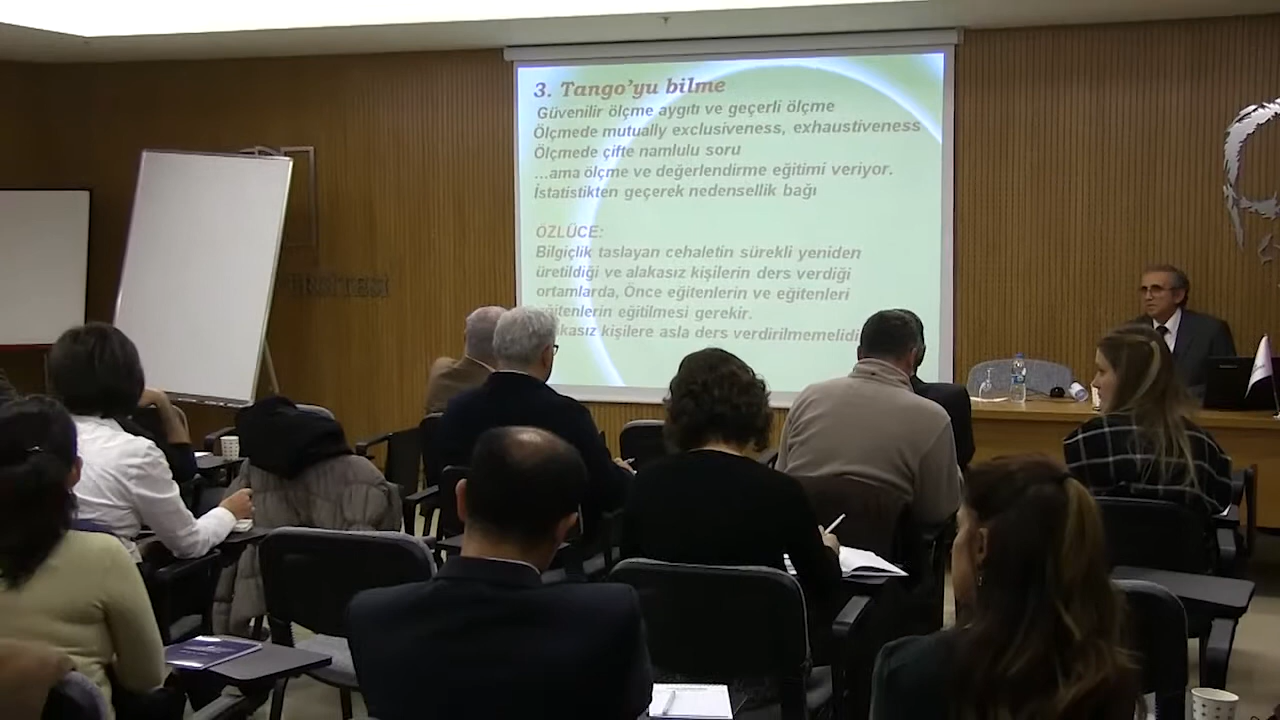 3. Tango'yu bilme
Güvenilir ölçme aygıtı ve geçerli ölçme
Ölçmede mutually exclusiveness, exhaustiveness
Ölçmede çifte namlulu soru
...ama ölçme ve değerlendirme eğitimi veriyor.
İstatistikten geçerek nedensellik bağı
ÖZLÜCE:
Bilgiçlik taslayan cehaletin sürekli yeniden
üretildiği ve alakasız kişilerin ders verdiği
ortamlarda, Önce eğitenlerin ve eğitenleri
eğitenlerin eğitilmesi gerekir.
kişilere asla ders verdirilmemelidi